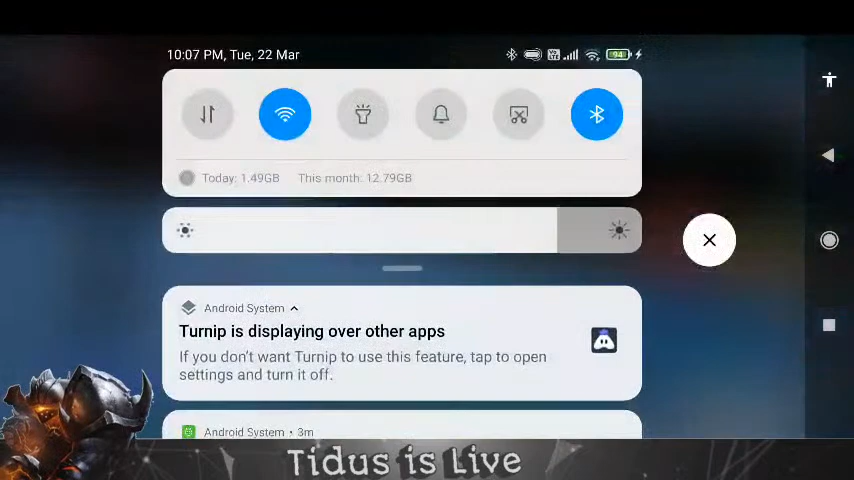 10:07 PM, Tue, 22 Mar
94
Today: 1.49GB This month: 12.79GB
Android System
Turnip is displaying over other apps
If you don't want Turnip to use this feature, tap to open
settings and turn it off.
Android System • 3m
Tidus is Live